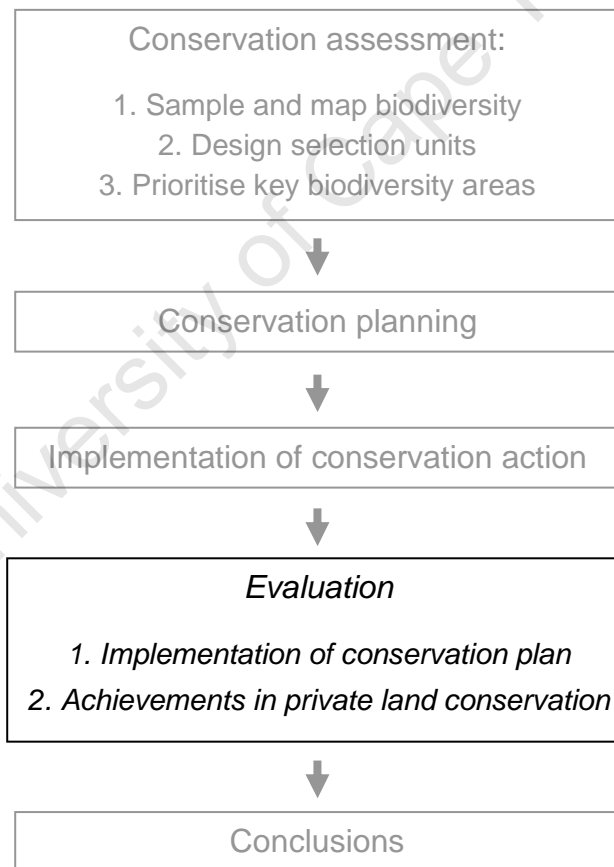 Conservation assessment:
1. Sample and map biodiversity
2. Design selection units
3. Prioritise key biodiversity areas
Conservation planning
Implementation of conservation action
Evaluation
1. Implementation of conservation plan
2. Achievements in private land conservation
Conclusions